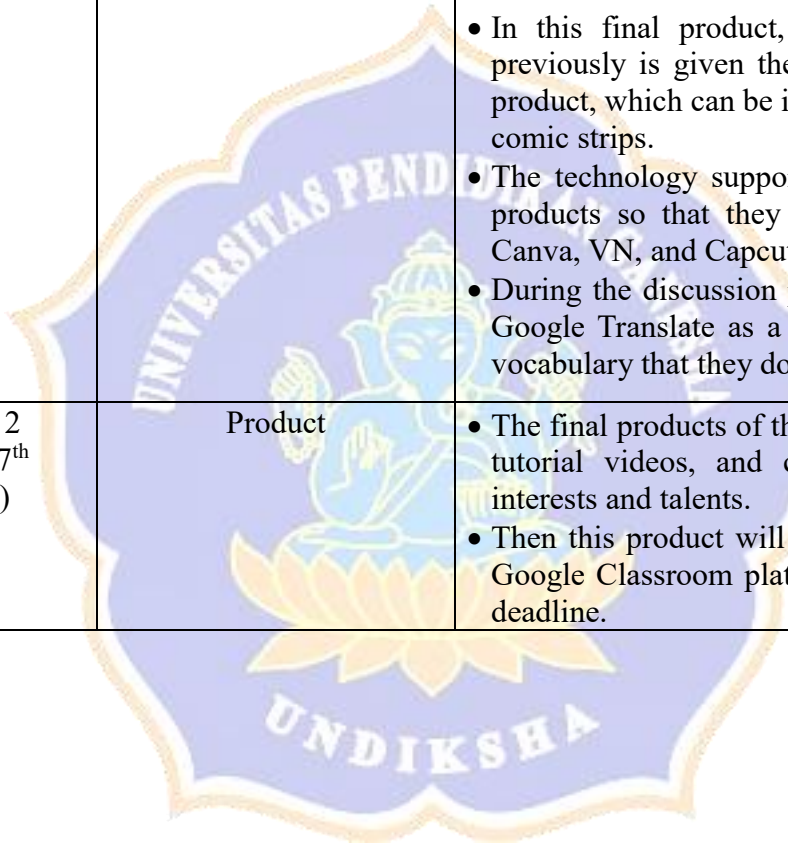 • In this final product,
previously is given the
product, which can be i
comic strips.
• The technology suppor
products so that they
Canva, VN, and Capcut
• During the discussion
Google Translate as a
vocabulary that they do
2
7th
)
Product
• The final products of th
tutorial videos, and
interests and talents.
• Then this product will
Google Classroom plat
deadline.
UNIVERSITAS PENDIDIKAN GANESHA
UNDIKSHA